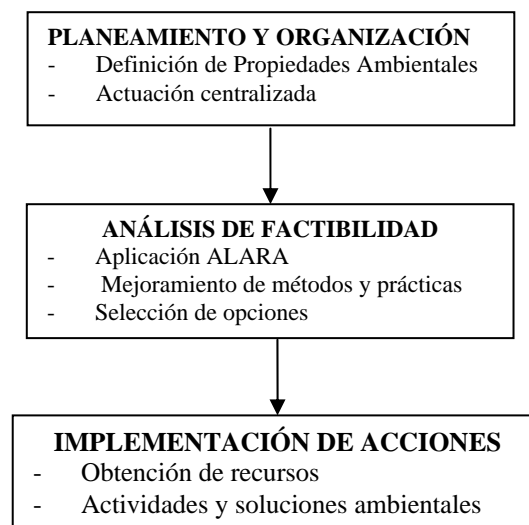 PLANEAMIENTO Y ORGANIZACIÓN
- Definición de Propiedades Ambientales
- Actuación centralizada
ANÁLISIS DE FACTIBILIDAD
- Aplicación ALARA
- Mejoramiento de métodos y prácticas
- Selección de opciones
IMPLEMENTACIÓN DE ACCIONES
- Obtención de recursos
- Actividades y soluciones ambientales